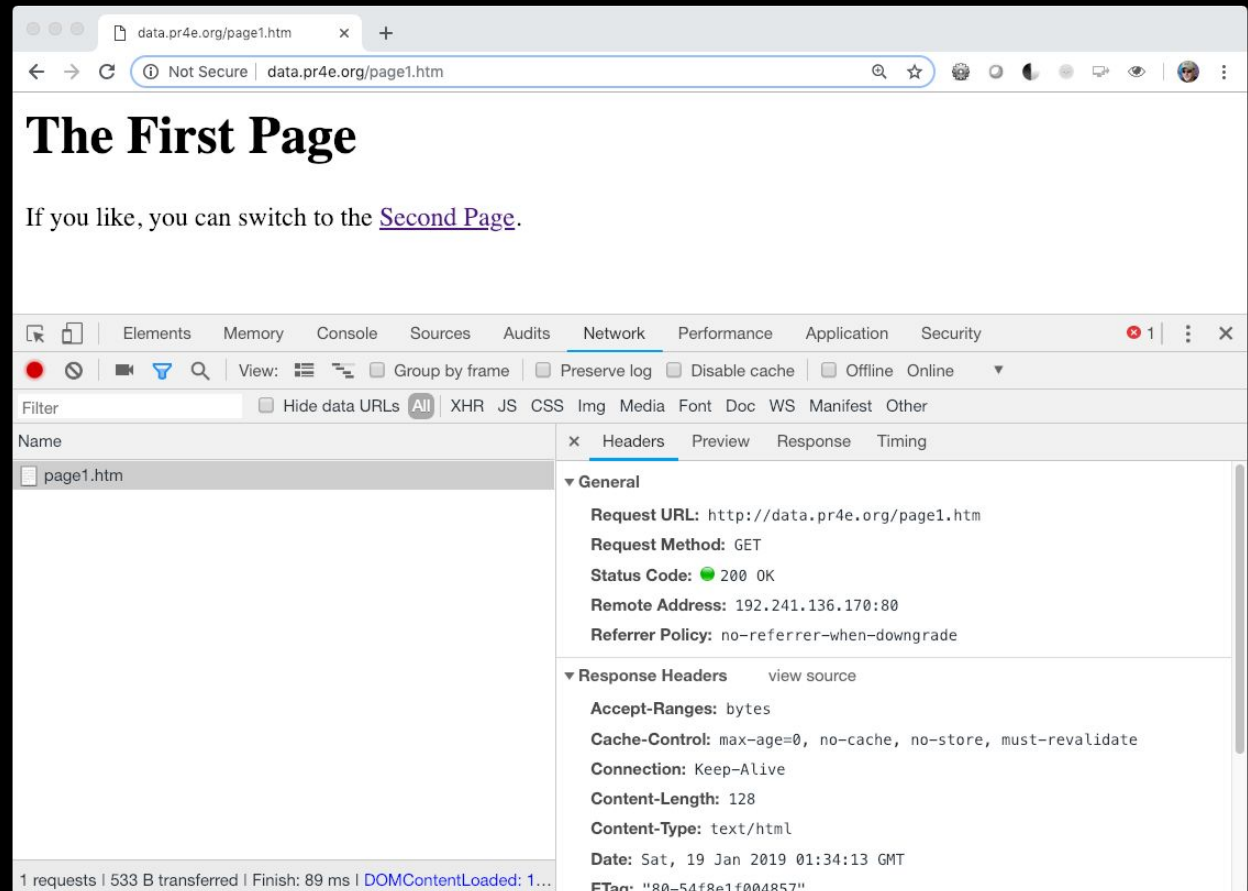 data.pr4e.org/page1.htm
Not Secure data.pr4e.org/page1.htm
The First Page
If you like, you can switch to the Second Page.
Elements Memory Console Sources Audits Network Performance Application Security 1
View: Group by frame Preserve log Disable cache Offline Online
Filter Hide data URLs All XHR JS CSS Img Media Font Doc WS Manifest Other
Name
page1.htm
1 requests | 533 B transferred | Finish: 89 ms | DOMContentLoaded: 1...
Headers Preview Response Timing
General
Request URL: http://data.pr4e.org/page1.htm
Request Method: GET
Status Code: 200 OK
Remote Address: 192.241.136.170:80
Referrer Policy: no-referrer-when-downgrade
Response Headers view source
Accept-Ranges: bytes
Cache-Control: max-age=0, no-cache, no-store, must-revalidate
Connection: Keep-Alive
Content-Length: 128
Content-Type: text/html
Date: Sat, 19 Jan 2019 01:34:13 GMT
ETag: "80-54f8e1f004857"